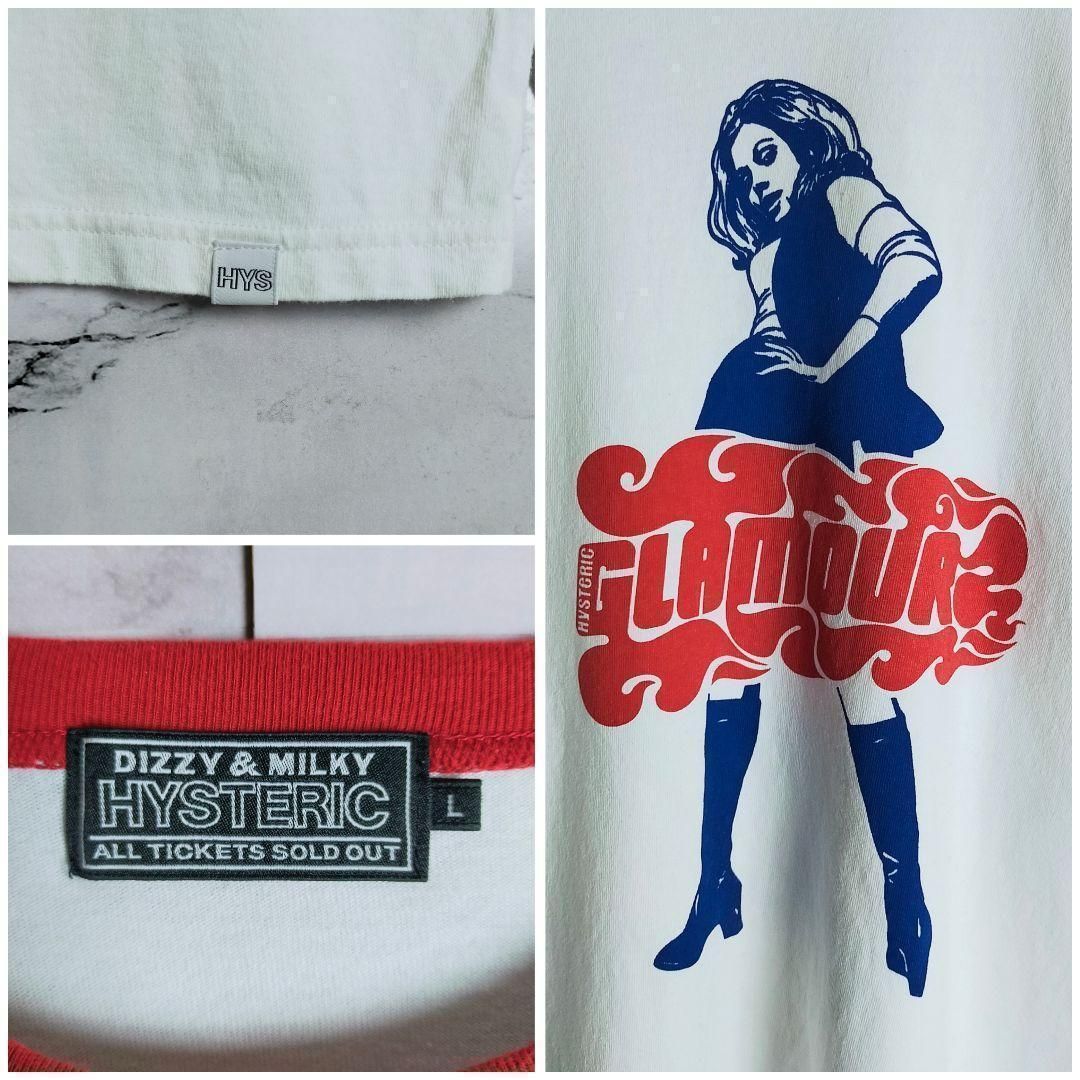 HYS
DIZZY & MILKY
HYSTERIC
ALL TICKETS SOLD OUT
L
HYSTERIC
GLAMOUR